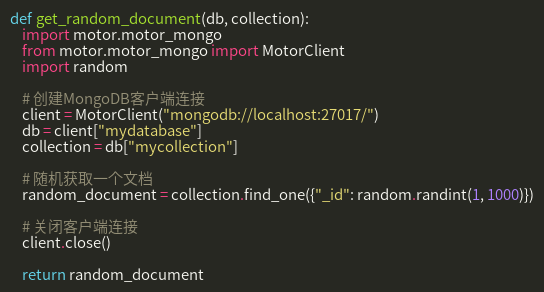 def get_random_document(db, collection):
    import motor.motor_mongo
    from motor.motor_mongo import MotorClient
    import random

    # 创建MongoDB客户端连接
    client = MotorClient("mongodb://localhost:27017/")
    db = client["mydatabase"]
    collection = db["mycollection"]

    # 随机获取一个文档
    random_document = collection.find_one({"_id": random.randint(1, 1000)})

    # 关闭客户端连接
    client.close()

    return random_document